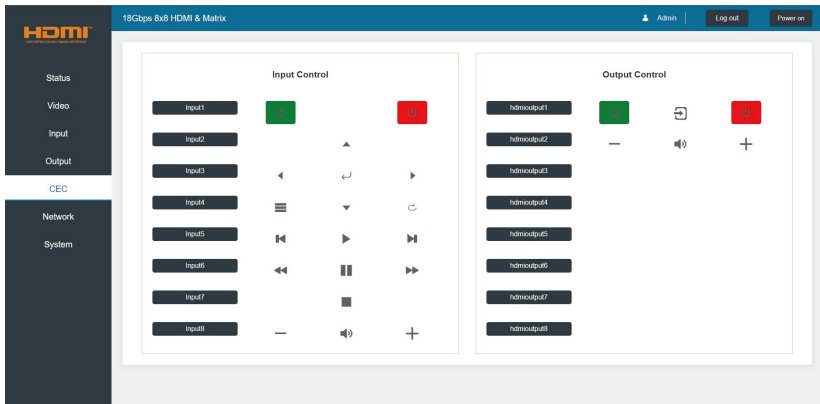 18Gbps 8x8 HDMI & Matrix
Admin
Log out
Power on
HDMI
Status
Video
Input
Output
CEC
Network
System
Input Control
Input1
Input2
Input3
Input4
Input5
Input6
Input7
Input8
Output Control
hdmioutput1
hdmioutput2
hdmioutput3
hdmioutput4
hdmioutput5
hdmioutput6
hdmioutput7
hdmioutput8